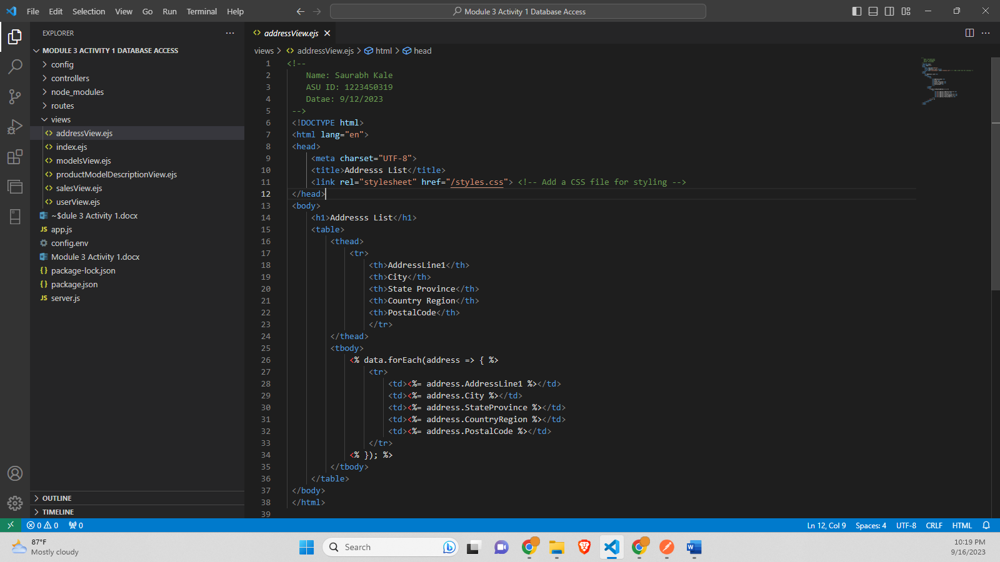 File Edit Selection View Go Run Terminal Help
Module 3 Activity 1 Database Access
EXPLORER
MODULE 3 ACTIVITY 1 DATABASE ACCESS
config
controllers
node_modules
routes
views
addressView.ejs
index.ejs
modelsView.ejs
productModelDescriptionView.ejs
salesView.ejs
userView.ejs
~$dule 3 Activity 1.docx
JS app.js
config.env
Module 3 Activity 1.docx
{} package-lock.json
{} package.json
JS server.js
OUTLINE
TIMELINE
addressView.ejs
views > addressView.ejs > html > head
1 <!--
2 Name: Saurabh Kale
3 ASU ID: 1223450319
4 Datae: 9/12/2023
5 -->
6 <!DOCTYPE html>
7 <html lang="en">
8 <head>
9 <meta charset="UTF-8">
10 <title>Addresss List</title>
11 <link rel="stylesheet" href="/styles.css"> <!-- Add a CSS file for styling -->
12 </head>
13 <body>
14 <h1>Addresss List</h1>
15 <table>
16 <thead>
17 <tr>
18 <th>AddressLine1</th>
19 <th>City</th>
20 <th>State Province</th>
21 <th>Country Region</th>
22 <th>PostalCode</th>
23 </tr>
24 </thead>
25 <tbody>
26 <% data.forEach(address => { %>
27 <tr>
28 <td><%= address.AddressLine1 %></td>
29 <td><%= address.City %></td>
30 <td><%= address.StateProvince %></td>
31 <td><%= address.CountryRegion %></td>
32 <td><%= address.PostalCode %></td>
33 </tr>
34 <% }); %>
35 </tbody>
36 </table>
37 </body>
38 </html>
39
0 0 0 Ln 12, Col 9 Spaces: 4 UTF-8 CRLF HTML
87°F
Mostly cloudy
Search
10:19 PM
9/16/2023